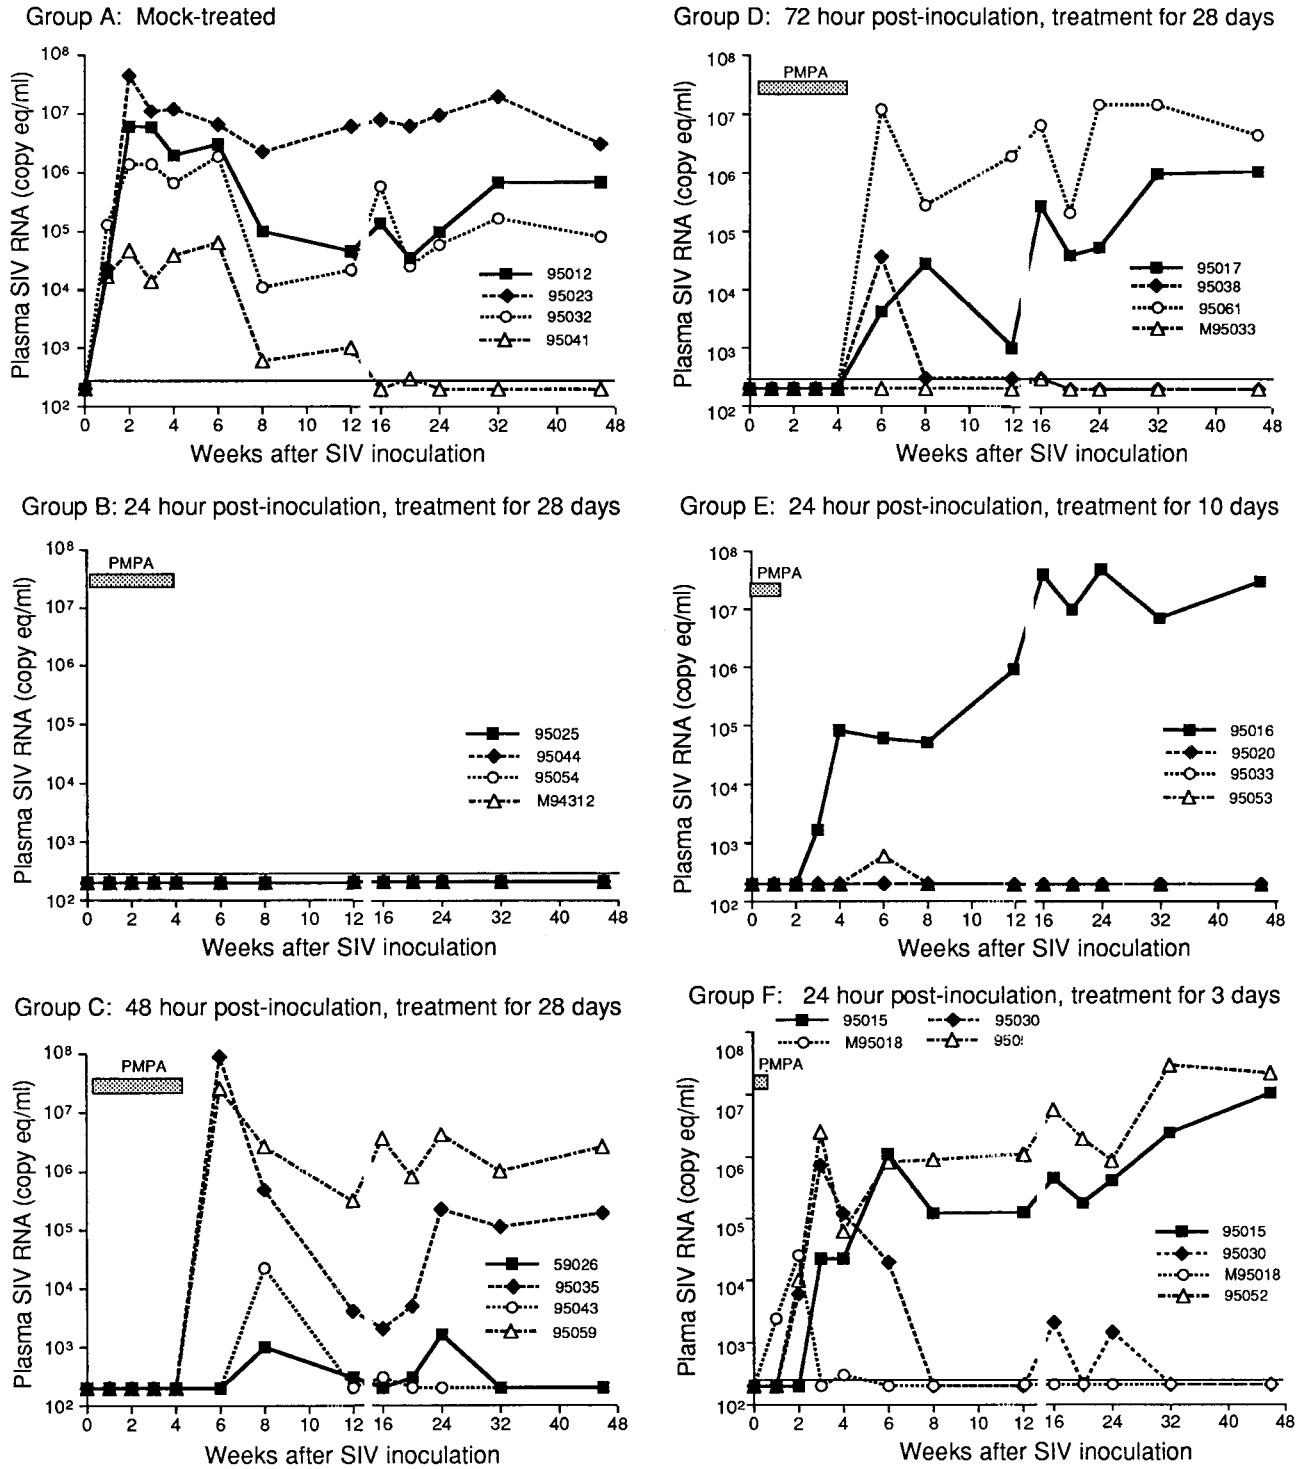 Group A: Mock-treated
Plasma SIV RNA (copy eq/ml)
10⁸
10⁷
10⁶
10⁵
10⁴
10³
10²
95012
95023
95032
95041
0 2 4 6 8 10 12 16 24 32 40 48
Weeks after SIV inoculation
Group D: 72 hour post-inoculation, treatment for 28 days
Plasma SIV RNA (copy eq/ml)
10⁸
10⁷
10⁶
10⁵
10⁴
10³
10²
PMPA
95017
95038
95061
M95033
0 2 4 6 8 10 12 16 24 32 40 48
Weeks after SIV inoculation
Group B: 24 hour post-inoculation, treatment for 28 days
Plasma SIV RNA (copy eq/ml)
10⁸
10⁷
10⁶
10⁵
10⁴
10³
10²
PMPA
95025
95044
95054
M94312
0 2 4 6 8 10 12 16 24 32 40 48
Weeks after SIV inoculation
Group E: 24 hour post-inoculation, treatment for 10 days
Plasma SIV RNA (copy eq/ml)
10⁸
10⁷
10⁶
10⁵
10⁴
10³
10²
PMPA
95016
95020
95033
95053
0 2 4 6 8 10 12 16 24 32 40 48
Weeks after SIV inoculation
Group C: 48 hour post-inoculation, treatment for 28 days
Plasma SIV RNA (copy eq/ml)
10⁸
10⁷
10⁶
10⁵
10⁴
10³
10²
PMPA
59026
95035
95043
95059
0 2 4 6 8 10 12 16 24 32 40 48
Weeks after SIV inoculation
Group F: 24 hour post-inoculation, treatment for 3 days
95015 95030
M95018
Plama SIV RNA (copy eq/ml)
10⁸
10⁷
10⁶
10⁵
10⁴
10³
10²
PMPA
95015
95030
M95018
95052
0 2 4 6 8 10 12 16 24 32 40 48
Weeks after SIV inoculation